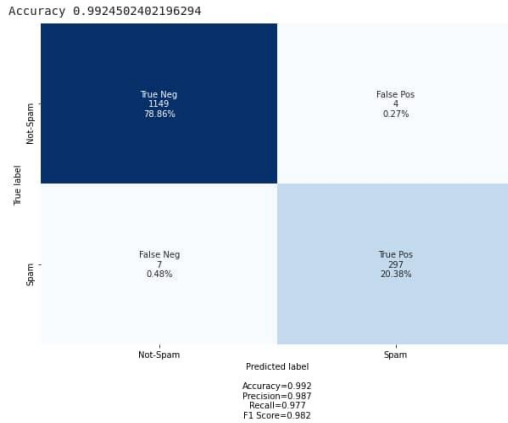 Accuracy 0.9924502402196294
True Neg
1149
78.86%
False Pos
4
0.27%
Not-Spam
True label
False Neg
7
0.48%
True Pos
297
20.38%
Spam
Not-Spam
Spam
Predicted label
Accuracy=0.992
Precision=0.987
Recall=0.977
F1 Score=0.982